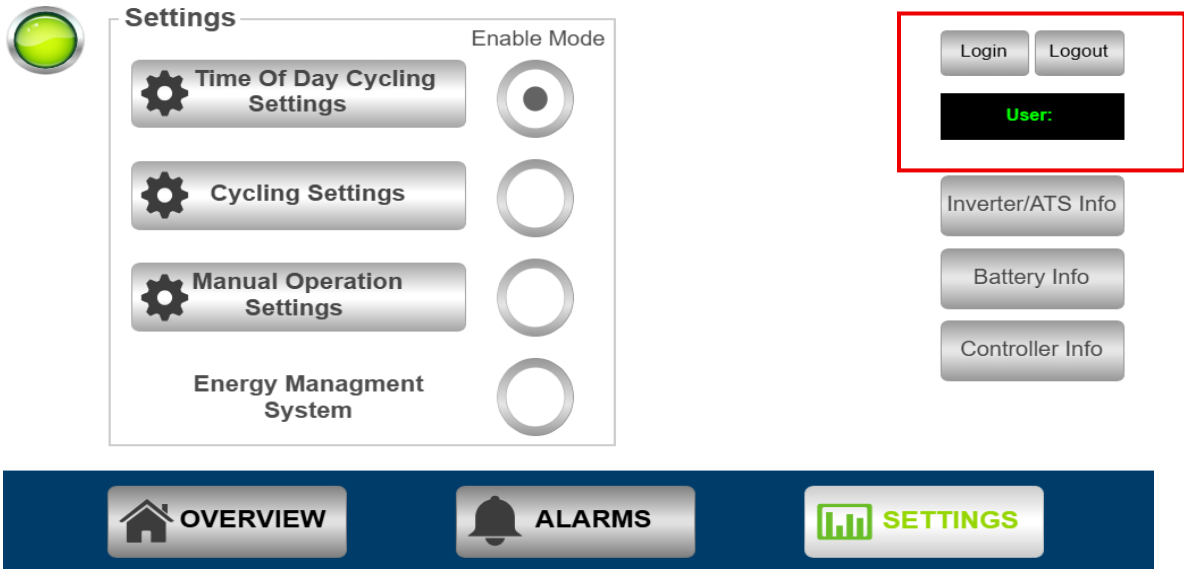 Settings
Enable Mode
Time Of Day Cycling
Settings
Cycling Settings
Manual Operation
Settings
Energy Managment
System
Login
Logout
User:
Inverter/ATS Info
Battery Info
Controller Info
OVERVIEW
ALARMS
SETTINGS